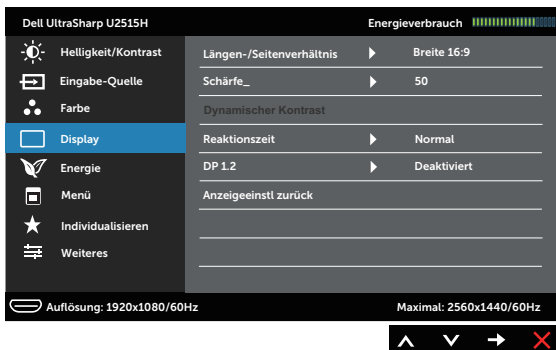 Dell UltraSharp U2515H Energieverbrauch
Helligkeit/Kontrast
Eingabe-Quelle
Farbe
Display
Energie
Menü
Individualisieren
Weiteres
Längen-/Seitenverhältnis Breite 16:9
Schärfe_ 50
Dynamischer Kontrast
Reaktionszeit Normal
DP 1.2 Deaktiviert
Anzeigeeinstl zurück
Auflösung: 1920x1080/60Hz Maximal: 2560x1440/60Hz